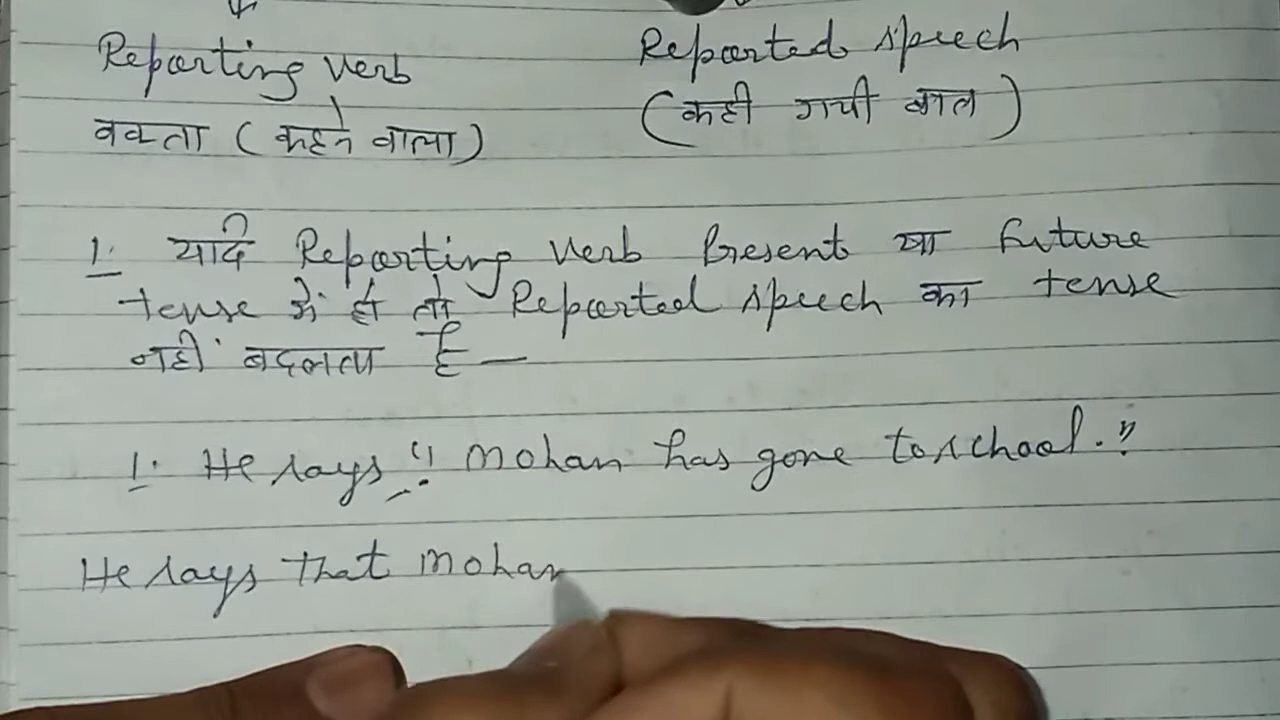 Reporting verb Reported speech
वक्ता (कहने वाला) (कही गयी बात)
1. यदि Reporting verb Present या future
tense में हो तो Reported speech का tense
नहीं बदलता है —
1. He says, "Mohan has gone to school."
He says that Mohan